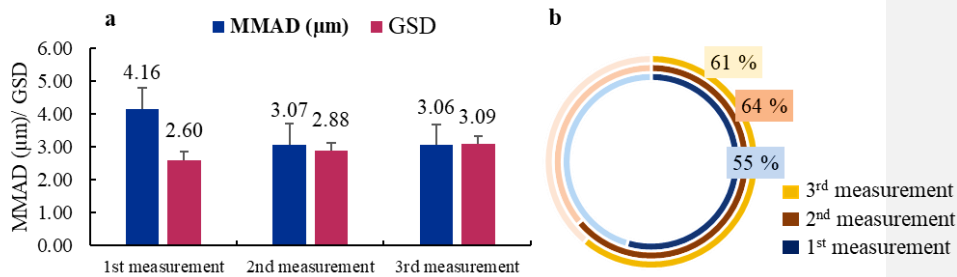 a
MMAD (μm) GSD
MMAD (μm)/ GSD
6.00
5.00
4.00
3.00
2.00
1.00
0.00
4.16
2.60
3.07
2.88
3.06
3.09
1st measurement
2nd measurement
3rd measurement
b
61 %
64 %
55 %
3rd measurement
2nd measurement
1st measurement